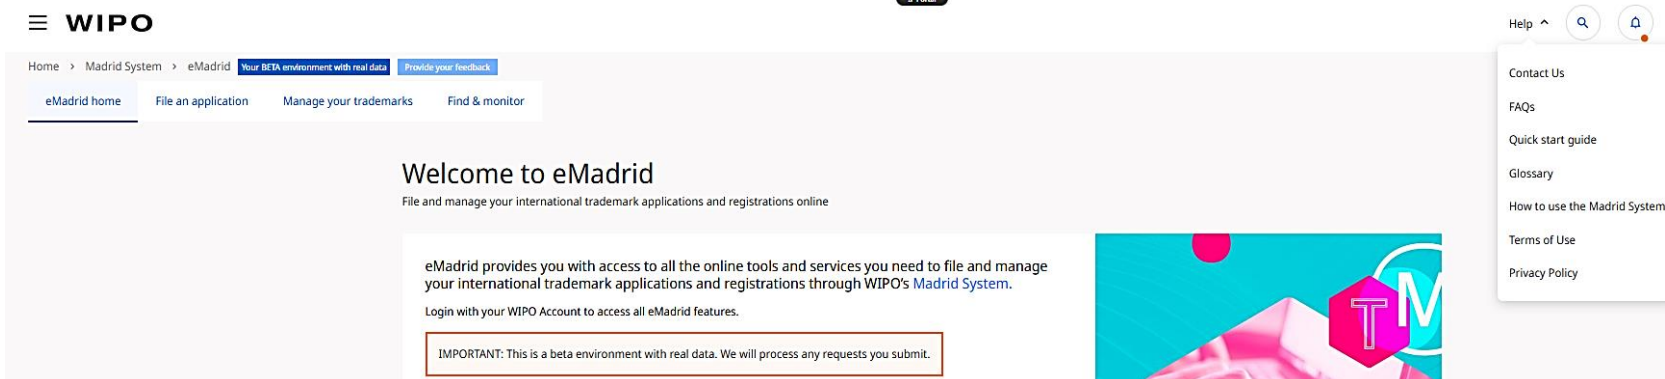 WIPO
Help
Home > Madrid System > eMadrid Your BETA environment with real data Provide your feedback
eMadrid home File an application Manage your trademarks Find & monitor
Contact Us
FAQs
Quick start guide
Glossary
How to use the Madrid System
Terms of Use
Privacy Policy
Welcome to eMadrid
File and manage your international trademark applications and registrations online
eMadrid provides you with access to all the online tools and services you need to file and manage
your international trademark applications and registrations through WIPO's Madrid System.
Login with your WIPO Account to access all eMadrid features.
IMPORTANT: This is a beta environment with real data. We will process any requests you submit.
T M